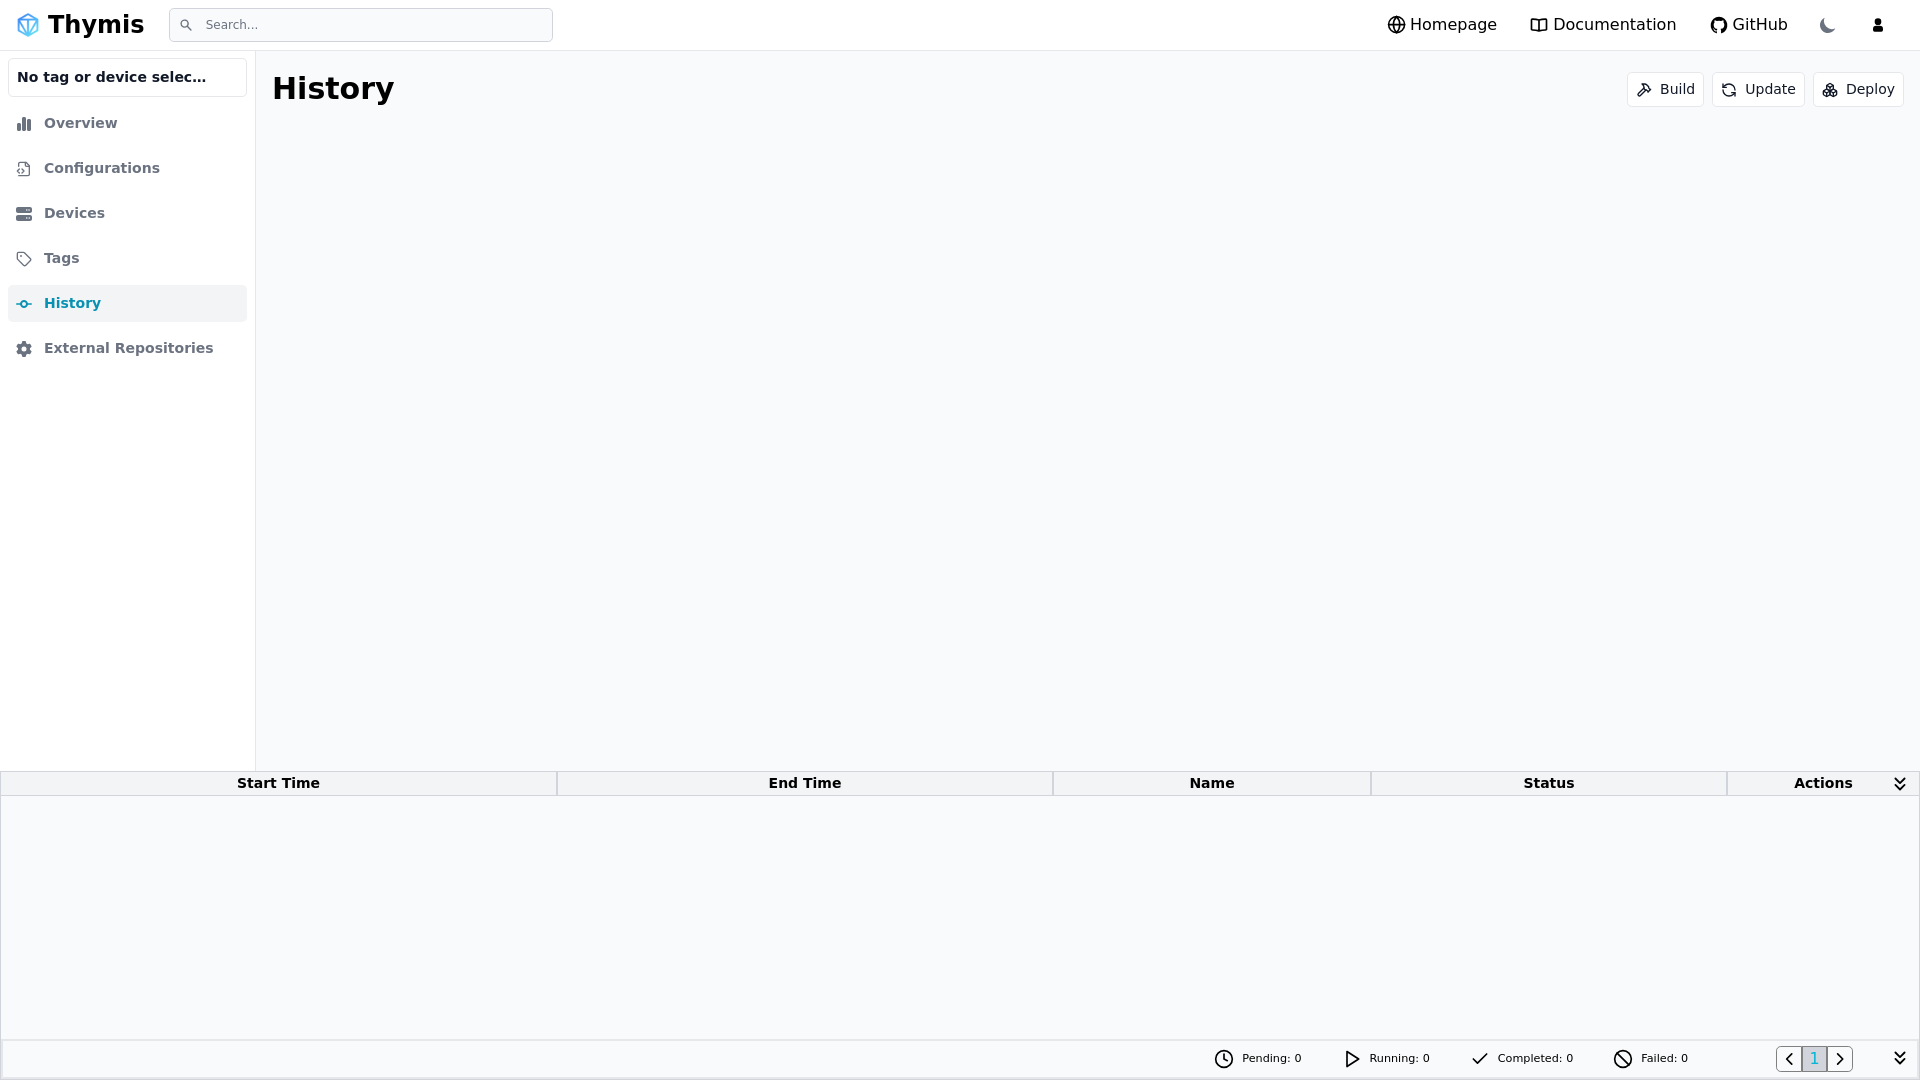 Thymis
Search...
Homepage
Documentation
GitHub
No tag or device selec...
Overview
Configurations
Devices
Tags
History
External Repositories
History
Build
Update
Deploy
Start Time
End Time
Name
Status
Actions
Pending: 0
Running: 0
Completed: 0
Failed: 0
1